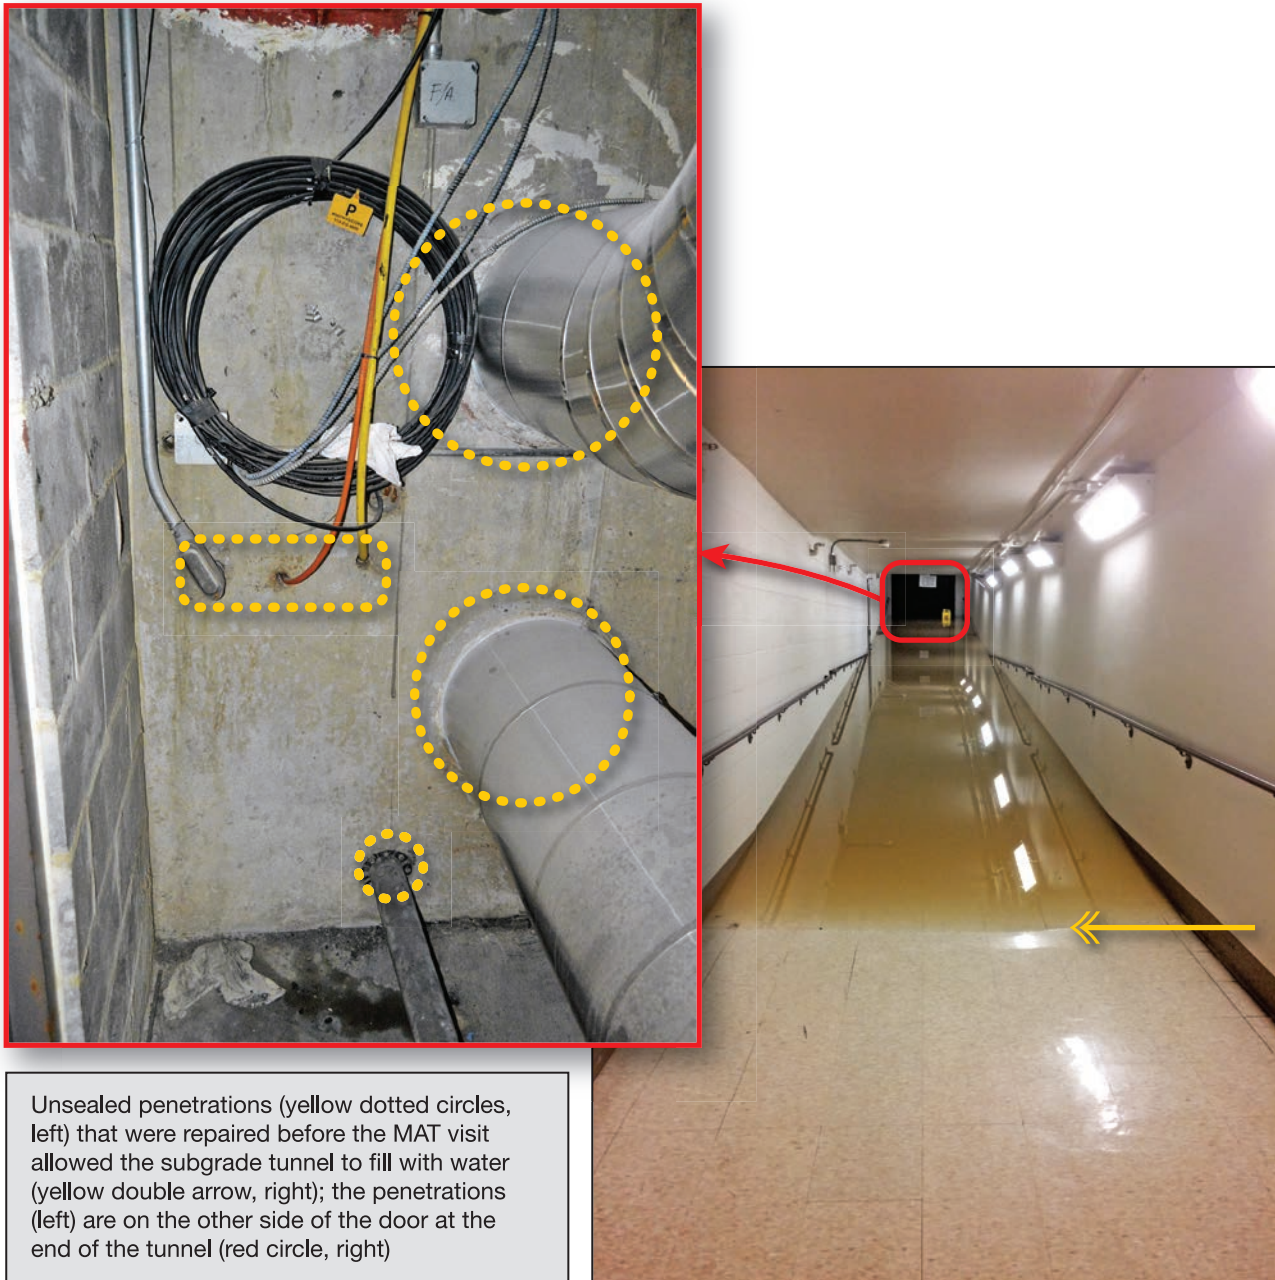 F/A
P
Unsealed penetrations (yellow dotted circles,
left) that were repaired before the MAT visit
allowed the subgrade tunnel to fill with water
(yellow double arrow, right); the penetrations
(left) are on the other side of the door at the
end of the tunnel (red circle, right)